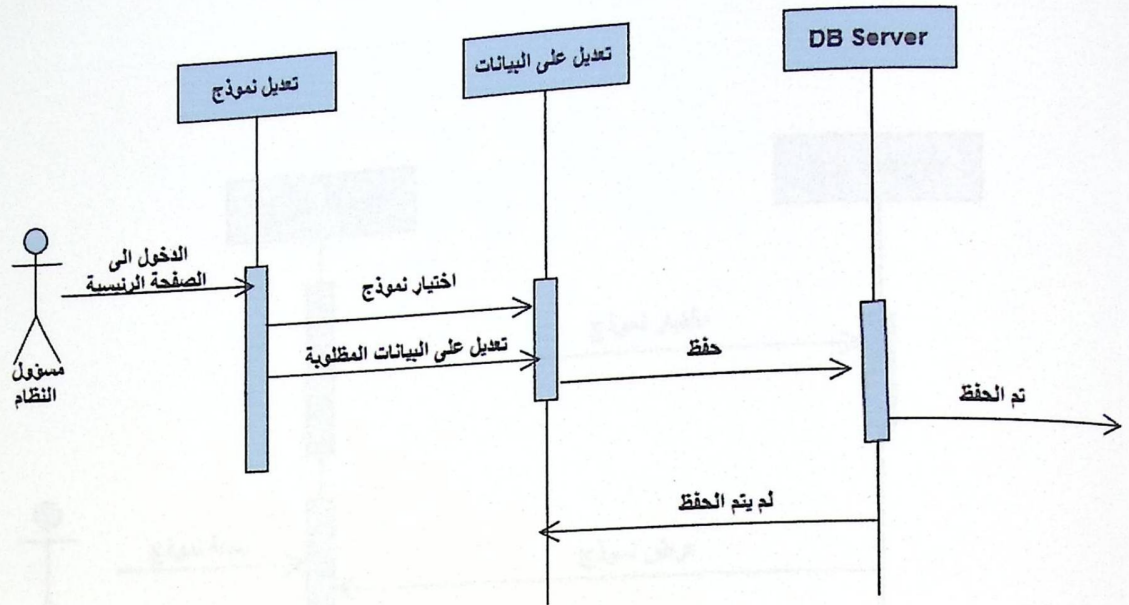 DB Server
تعديل على البيانات
تعديل نموذج
الدخول الى
الصفحة الرئيسية
اختيار نموذج
تعديل على البيانات المطلوبة
حفظ
مسؤول
النظام
تم الحفظ
لم يتم الحفظ